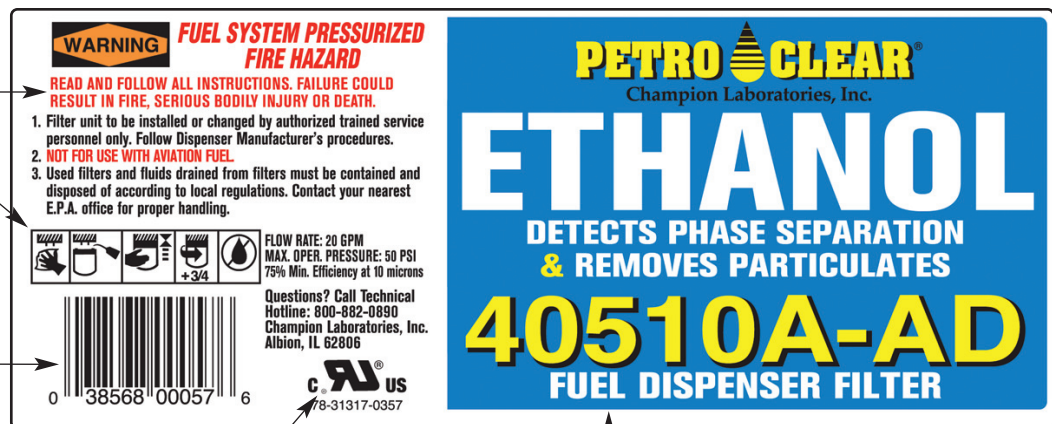 WARNING
FUEL SYSTEM PRESSURIZED
FIRE HAZARD
READ AND FOLLOW ALL INSTRUCTIONS. FAILURE COULD
RESULT IN FIRE, SERIOUS BODILY INJURY OR DEATH.
1. Filter unit to be installed or changed by authorized trained service
personnel only. Follow Dispenser Manufacturer's procedures.
2. NOT FOR USE WITH AVIATION FUEL.
3. Used filters and fluids drained from filters must be contained and
disposed of according to local regulations. Contact your nearest
E.P.A. office for proper handling.
+3/4
FLOW RATE: 20 GPM
MAX. OPER. PRESSURE: 50 PSI
75% Min. Efficiency at 10 microns
Questions? Call Technical
Hotline: 800-882-0890
Champion Laboratories, Inc.
Albion, IL 62806
C RU® US
®
78-31317-0357
0 38568 00057 6
PETRO CLEAR®
Champion Laboratories, Inc.
ETHANOL
DETECTS PHASE SEPARATION
& REMOVES PARTICULATES
40510A-AD
FUEL DISPENSER FILTER